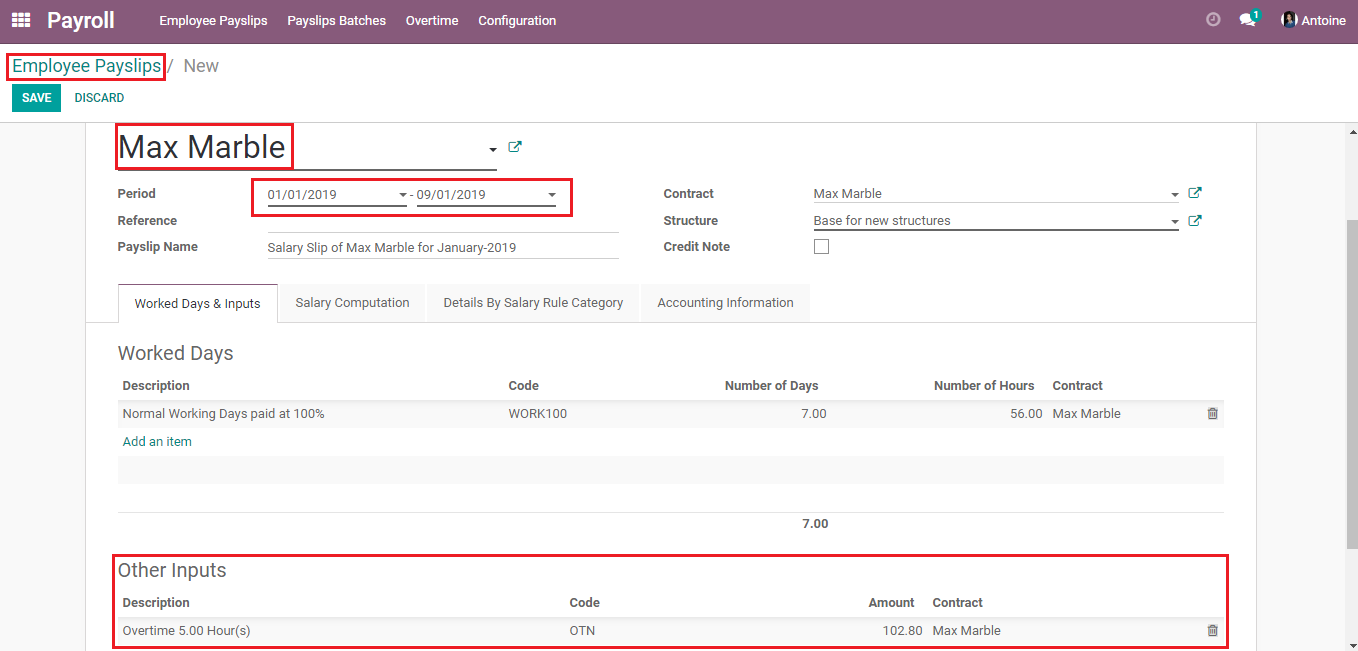 Payroll Employee Payslips Payslips Batches Overtime Configuration 1 Antoine
Employee Payslips / New
SAVE DISCARD
Max Marble
Period 01/01/2019 - 09/01/2019 Contract Max Marble
Reference Structure Base for new structures
Payslip Name Salary Slip of Max Marble for January-2019 Credit Note
Worked Days & Inputs Salary Computation Details By Salary Rule Category Accounting Information
Worked Days
Description Code Number of Days Number of Hours Contract
Normal Working Days paid at 100% WORK100 7.00 56.00 Max Marble
Add an item
7.00
Other Inputs
Description Code Amount Contract
Overtime 5.00 Hour(s) OTN 102.80 Max Marble